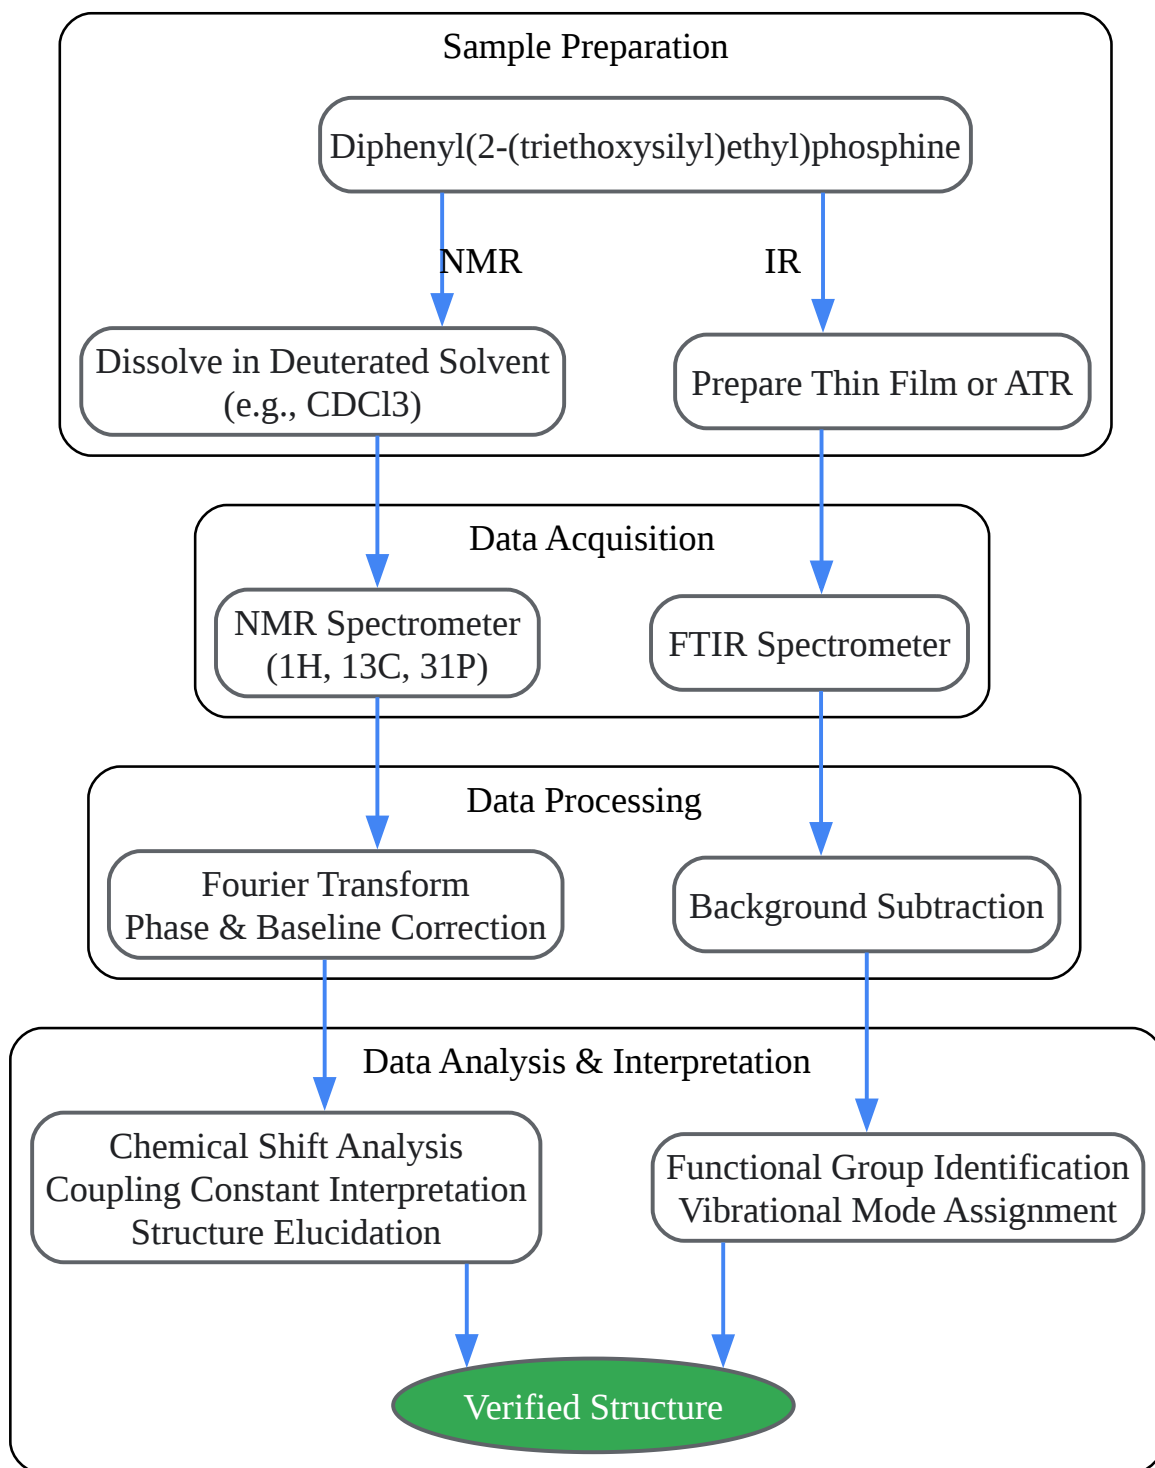 Sample Preparation
Diphenyl(2-(triethoxysilyl)ethyl)phosphine
NMR
IR
Dissolve in Deuterated Solvent
(e.g., CDCl3)
Prepare Thin Film or ATR
Data Acquisition
NMR Spectrometer
(1H, 13C, 31P)
FTIR Spectrometer
Data Processing
Fourier Transform
Phase & Baseline Correction
Background Subtraction
Data Analysis & Interpretation
Chemical Shift Analysis
Coupling Constant Interpretation
Structure Elucidation
Functional Group Identification
Vibrational Mode Assignment
Verified Structure